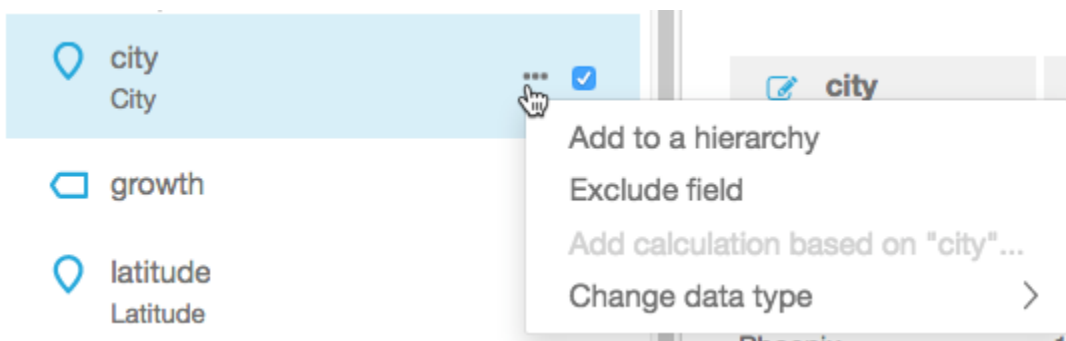 city
City
growth
latitude
Latitude
city
Add to a hierarchy
Exclude field
Add calculation based on "city"...
Change data type